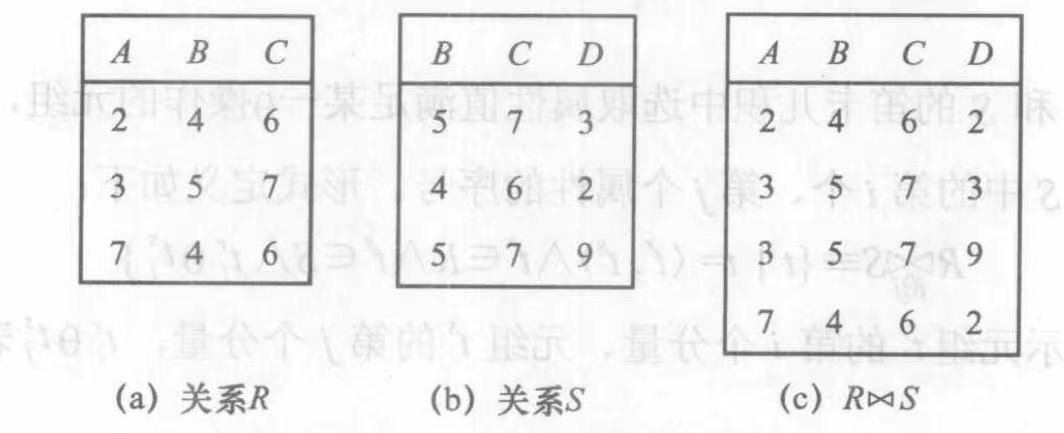 A B C
2 4 6
3 5 7
7 4 6
(a) 关系R
B C D
5 7 3
4 6 2
5 7 9
(b) 关系S
A B C D
2 4 6 2
3 5 7 3
3 5 7 9
7 4 6 2
(c) R⋈S